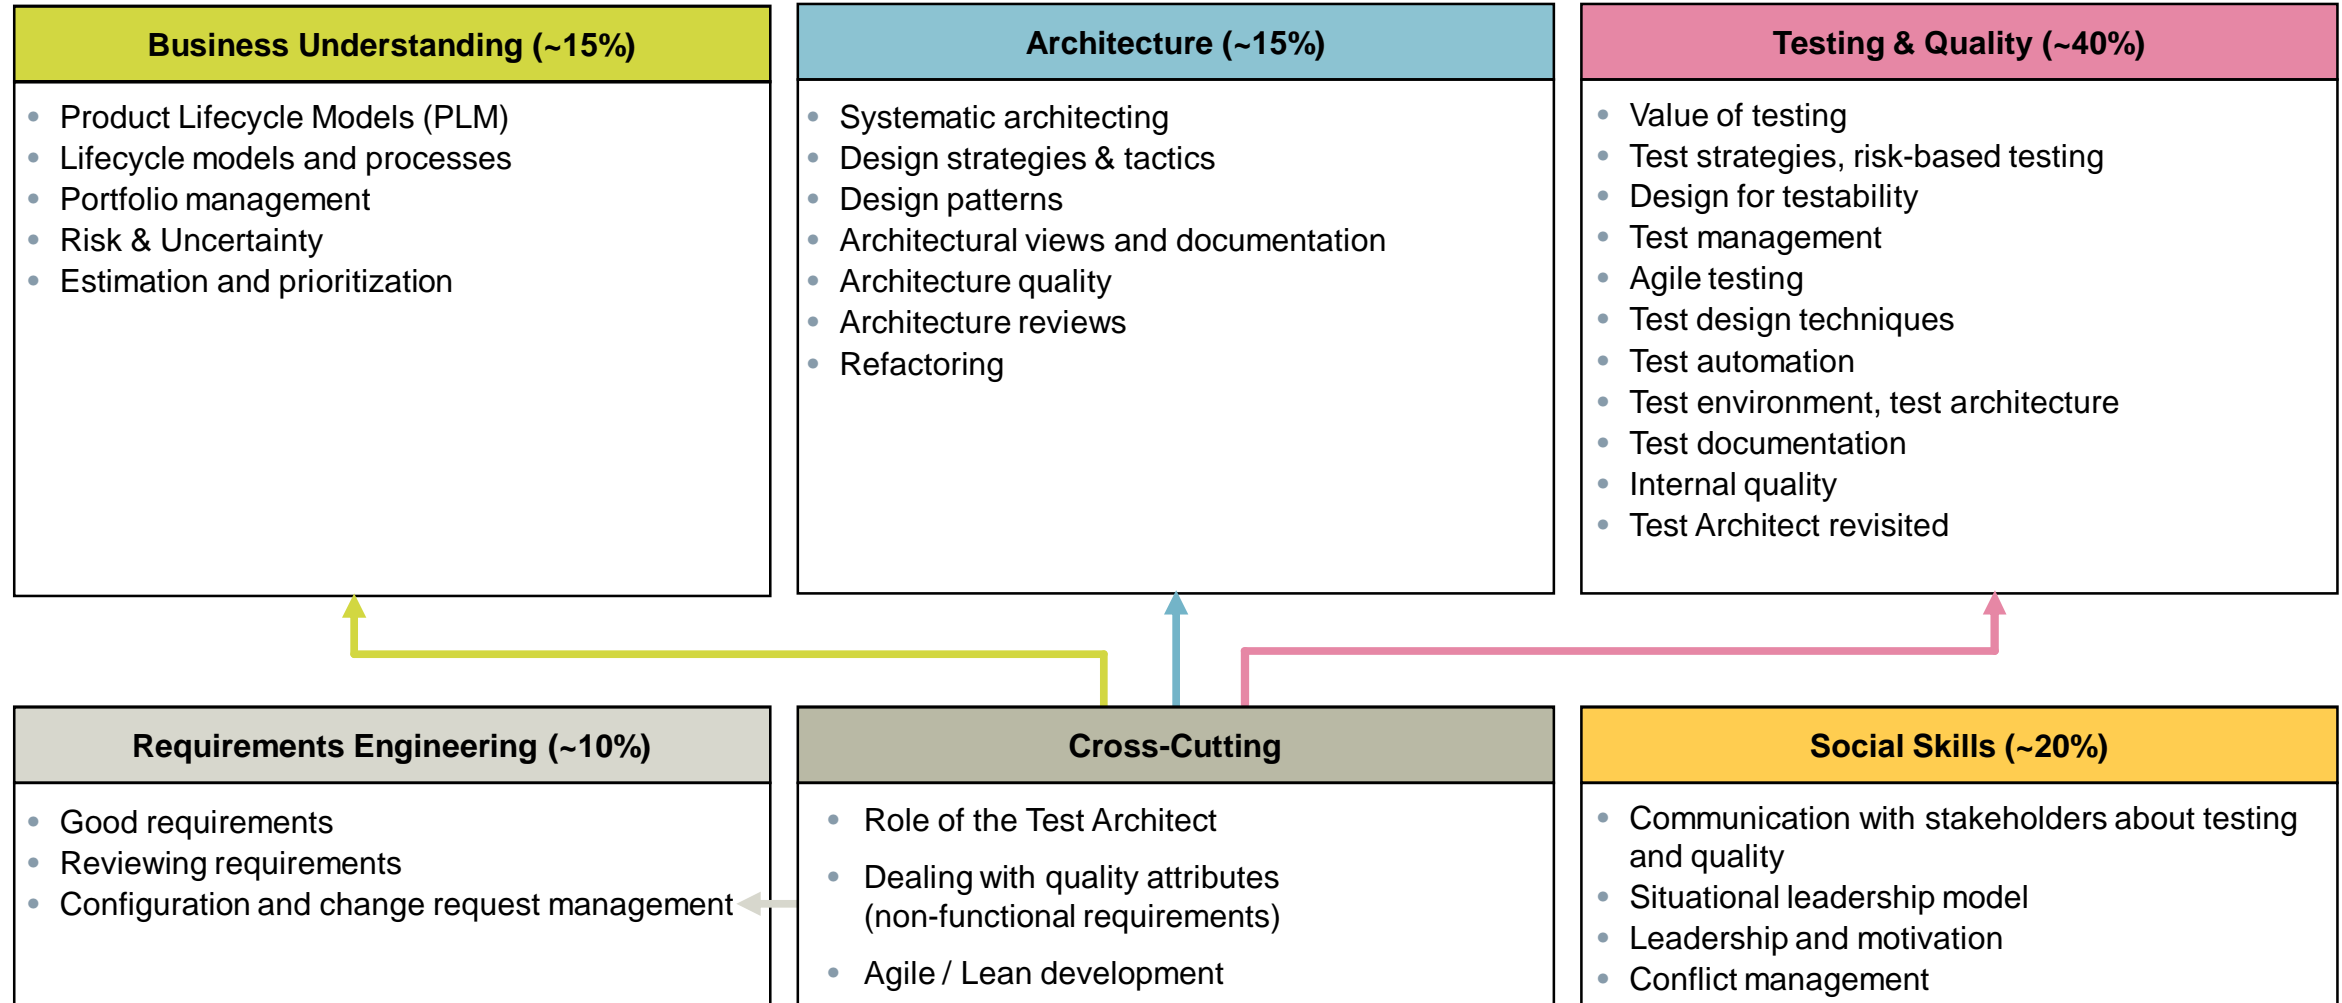 Business Understanding (~15%)
Product Lifecycle Models (PLM)
Lifecycle models and processes
Portfolio management
Risk & Uncertainty
Estimation and prioritization
Architecture (~15%)
Systematic architecting
Design strategies & tactics
Design patterns
Architectural views and documentation
Architecture quality
Architecture reviews
Refactoring
Testing & Quality (~40%)
Value of testing
Test strategies, risk-based testing
Design for testability
Test management
Agile testing
Test design techniques
Test automation
Test environment, test architecture
Test documentation
Internal quality
Test Architect revisited
Requirements Engineering (~10%)
Good requirements
Reviewing requirements
Configuration and change request management
Cross-Cutting
Role of the Test Architect
Dealing with quality attributes
(non-functional requirements)
Agile / Lean development
Social Skills (~20%)
Communication with stakeholders about testing
and quality
Situational leadership model
Leadership and motivation
Conflict management